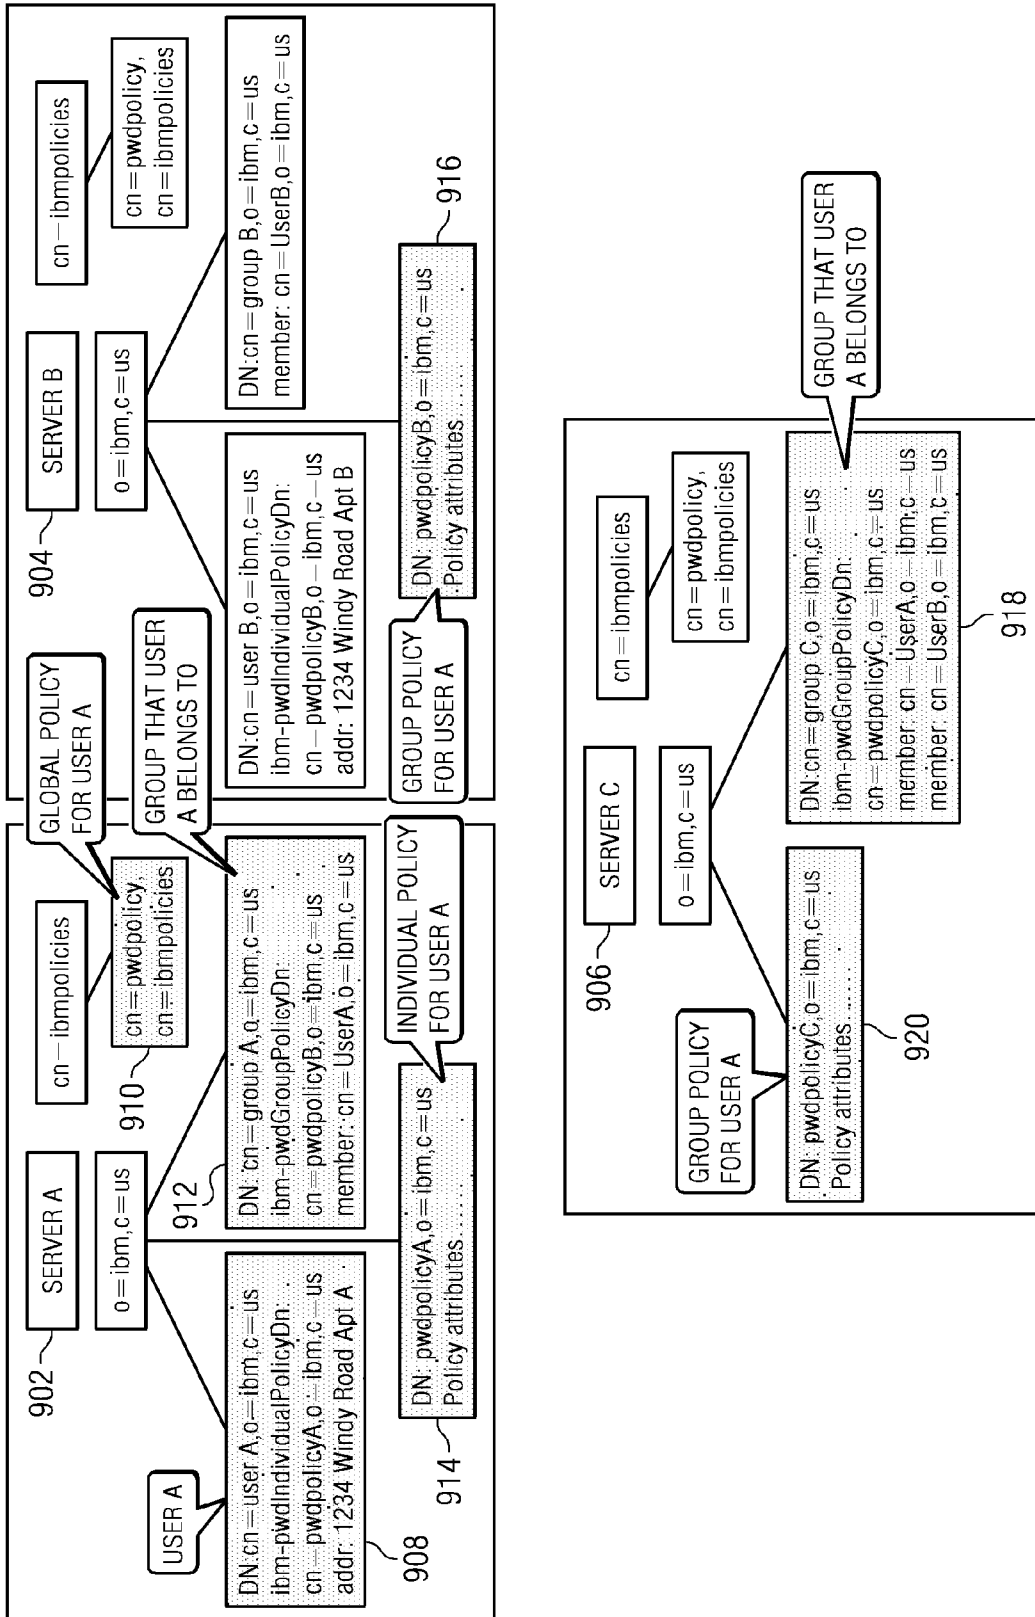 902
SERVER A
o=ibm,c=us
cn-ibmpolicies
910
cn=pwdpolicy,
cn=ibmpolicies
GLOBAL POLICY
FOR USER A
USER A
DN:cn=user A,o=ibm,c=us
ibm-pwdIndividualPolicyDn:
cn-pwdpolicyA,o-ibm,c-us
addr: 1234 Windy Road Apt A
908
912
DN: cn=group A,o=ibm,c=us
ibm-pwdGroupPolicyDn:
cn=pwdpolicyB,o=ibm,c=us
member:cn=UserA,o=ibm,c=us
GROUP THAT USER
A BELONGS TO
DN: pwdpolicyA,o=ibm,c=us
Policy attributes.......
914
INDIVIDUAL POLICY
FOR USER A
904
SERVER B
o=ibm,c=us
cn-ibmpolicies
cn=pwdpolicy,
cn=ibmpolicies
DN:cn=user B,o=ibm,c=us
ibm-pwdIndividualPolicyDn:
cn-pwdpolicyB,o-ibm,c-us
addr: 1234 Windy Road Apt B
DN:cn=group B,o=ibm,c=us
member: cn=UserB,o=ibm,c=us
GROUP POLICY
FOR USER A
DN: pwdpolicyB,o=ibm,c=us
Policy attributes.......
916
906
SERVER C
o=ibm,c=us
cn=ibmpolicies
cn=pwdpolicy,
cn=ibmpolicies
GROUP POLICY
FOR USER A
DN: pwdpolicyC,o=ibm,c=us
Policy attributes.......
920
DN:cn=group C,o=ibm,c=us
ibm-pwdGroupPolicyDn:
cn=pwdpolicyC,o=ibm,c=us
member: cn-UserA,o-ibm,c-us
member: cn=UserB,o=ibm,c=us
918
GROUP THAT USER
A BELONGS TO